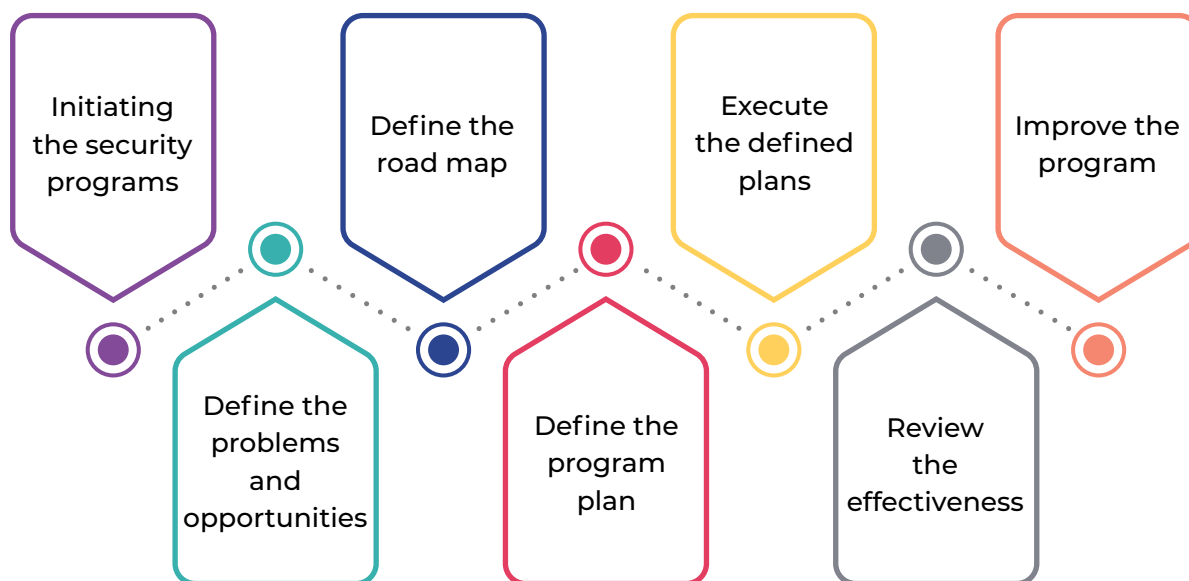 Initiating
the security
programs
Define the
problems
and
opportunities
Define the
road map
Define the
program
plan
Execute
the defined
plans
Review
the
effectiveness
Improve the
program